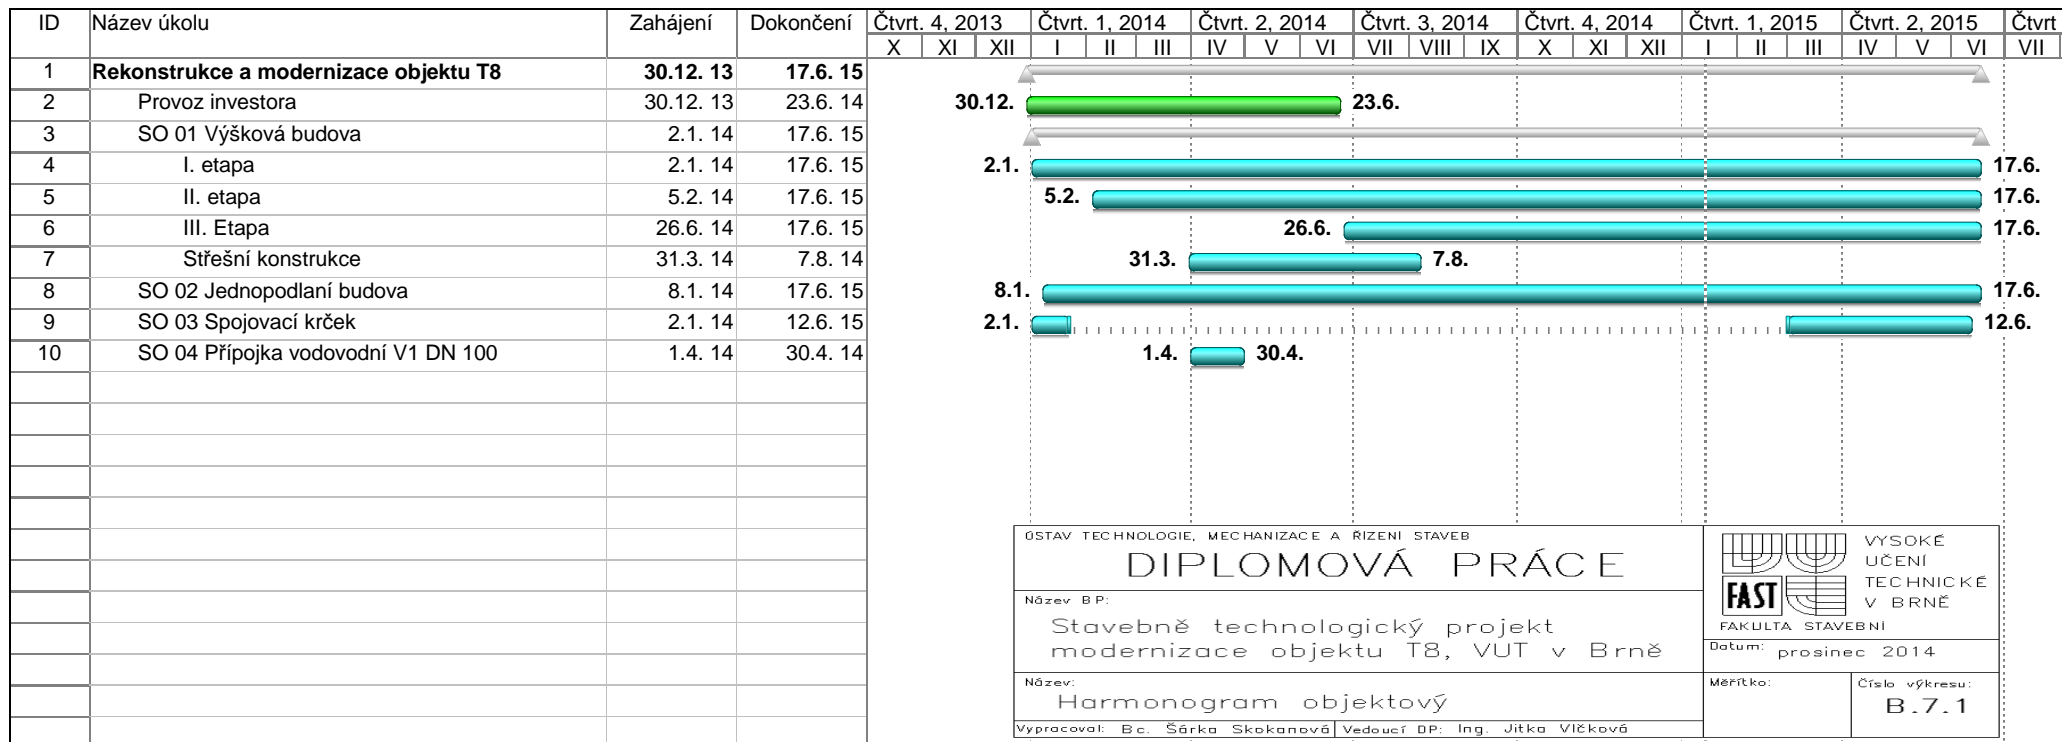 ID Název úkolu Zahájení Dokončení Čtvrt. 4, 2013 Čtvrt. 1, 2014 Čtvrt. 2, 2014 Čtvrt. 3, 2014 Čtvrt. 4, 2014 Čtvrt. 1, 2015 Čtvrt. 2, 2015 Čtvrt
X XI XII I II III IV V VI VII VIII IX X XI XII I II III IV V VI VII
1 Rekonstrukce a modernizace objektu T8 30.12. 13 17.6. 15
2 Provoz investora 30.12. 13 23.6. 14 30.12. 23.6.
3 SO 01 Výšková budova 2.1. 14 17.6. 15
4 I. etapa 2.1. 14 17.6. 15 2.1. 17.6.
5 II. etapa 5.2. 14 17.6. 15 5.2. 17.6.
6 III. Etapa 26.6. 14 17.6. 15 26.6. 17.6.
7 Střešní konstrukce 31.3. 14 7.8. 14 31.3. 7.8.
8 SO 02 Jednopodlaní budova 8.1. 14 17.6. 15 8.1. 17.6.
9 SO 03 Spojovací krček 2.1. 14 12.6. 15 2.1. 12.6.
10 SO 04 Přípojka vodovodní V1 DN 100 1.4. 14 30.4. 14 1.4. 30.4.
ÚSTAV TECHNOLOGIE, MECHANIZACE A ŘÍZENÍ STAVEB
DIPLOMOVÁ PRÁCE
VYSOKÉ
UČENÍ
TECHNICKÉ
V BRNĚ
FAST
FAKULTA STAVEBNÍ
Název BP:
Stavebně technologický projekt
modernizace objektu T8, VUT v Brně
Datum: prosinec 2014
Název:
Harmonogram objektový
Měřítko:
Číslo výkresu:
B.7.1
Vypracoval: Bc. Šárka Skokanová Vedoucí DP: Ing. Jitka Vlčková